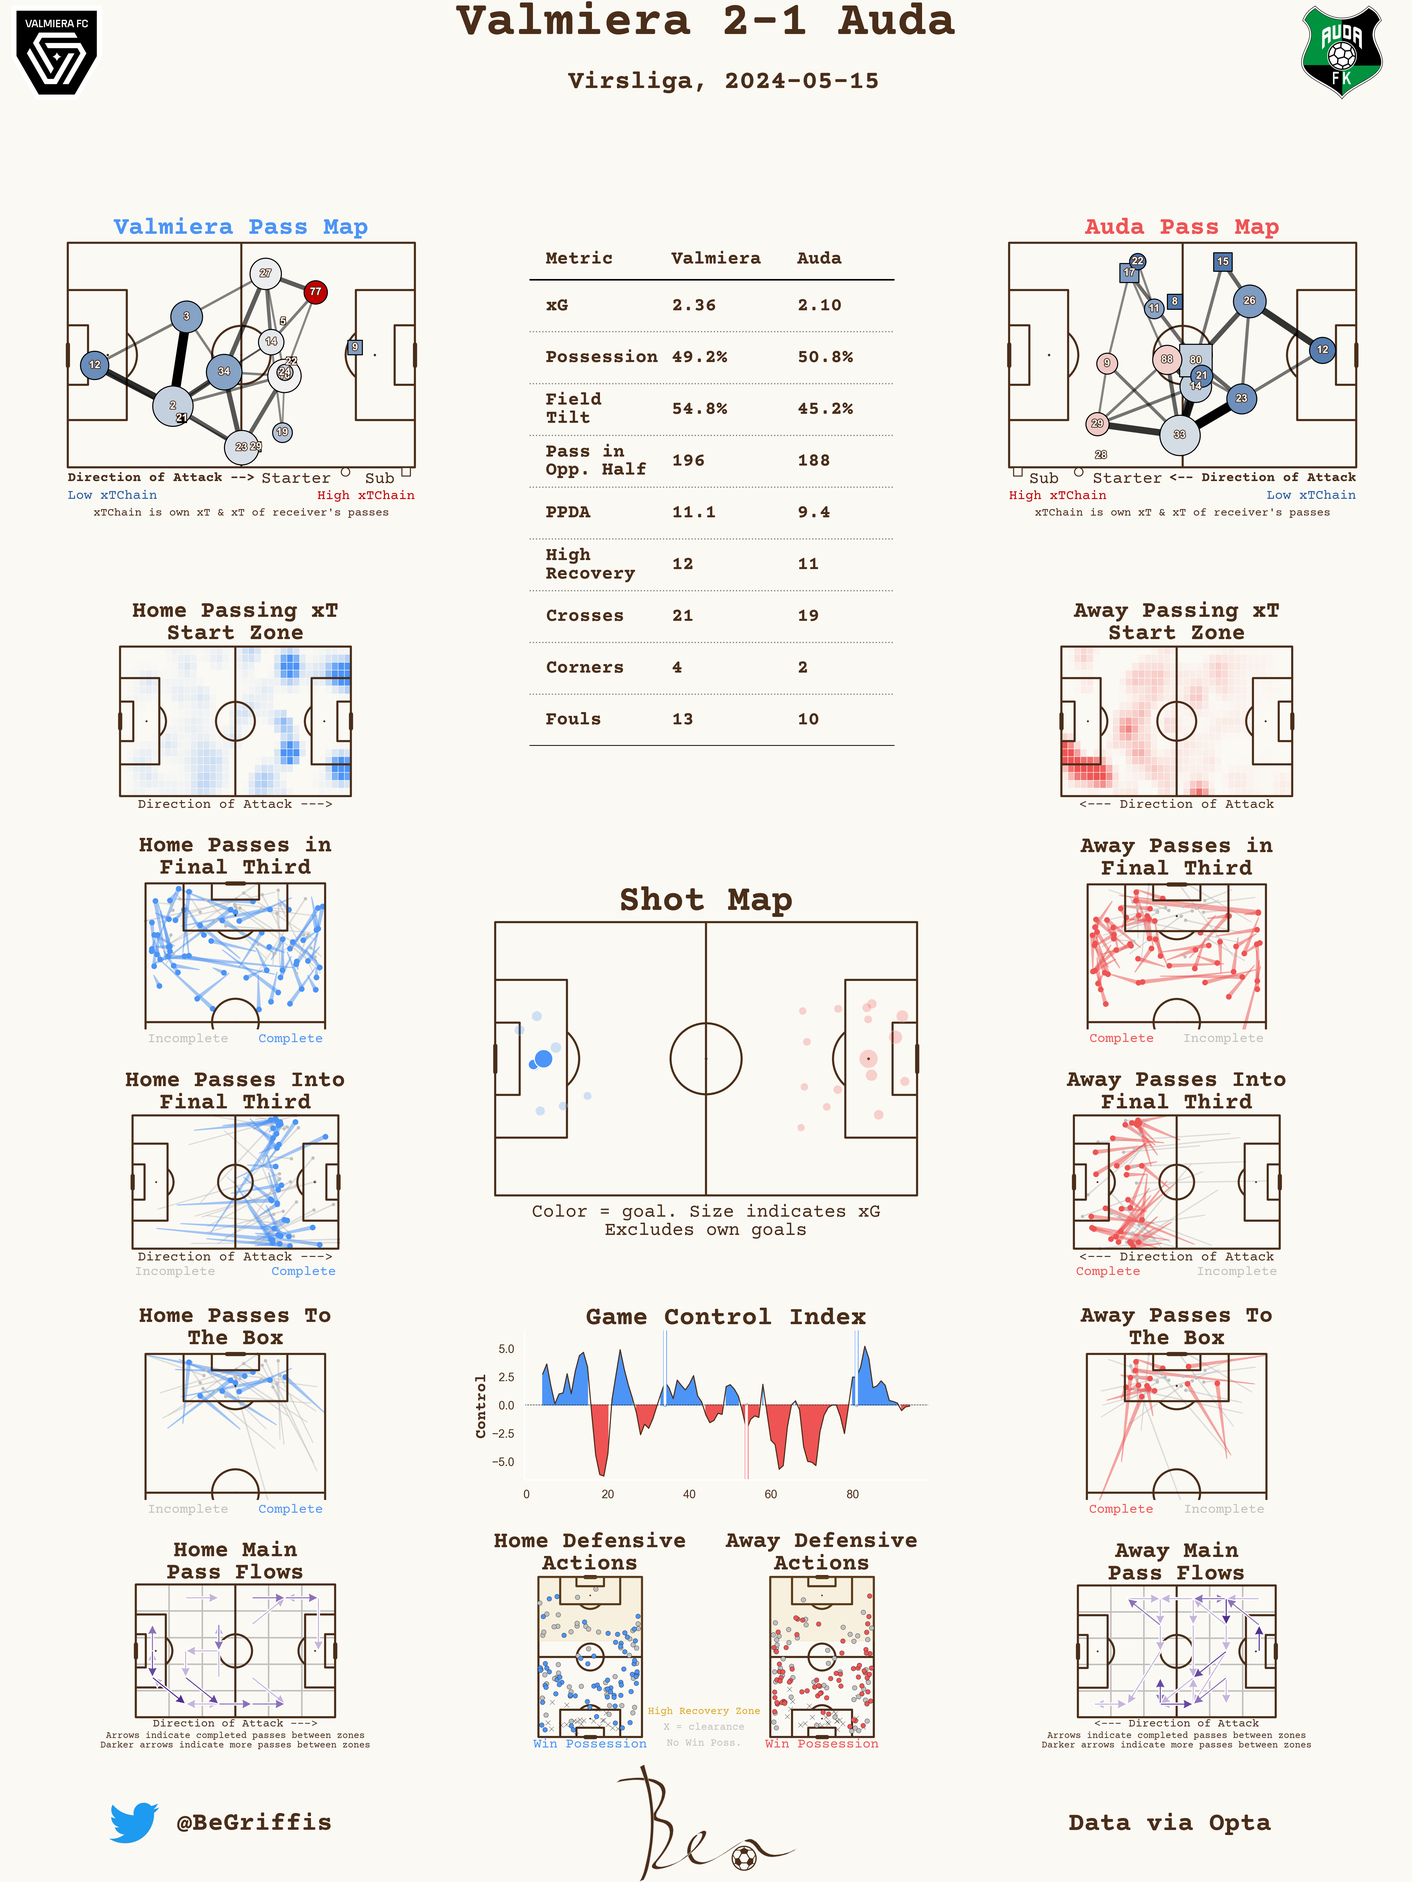 Valmiera 2-1 Auda
Virsliga, 2024-05-15
VALMIERA FC
AUDA
FK
Valmiera Pass Map
27
77
3
5
14
9
12
34
22
24
2
21
23
29
19
Direction of Attack --> Starter Sub
Low xTChain High xTChain
xTChain is own xT & xT of receiver's passes
Metric Valmiera Auda
xG 2.36 2.10
Possession 49.2% 50.8%
Field
Tilt 54.8% 45.2%
Pass in
Opp. Half 196 188
PPDA 11.1 9.4
High
Recovery 12 11
Crosses 21 19
Corners 4 2
Fouls 13 10
Auda Pass Map
22
17
15
8
11
26
12
9
88
80
21
14
23
29
33
28
Sub Starter <-- Direction of Attack
High xTChain Low xTChain
xTChain is own xT & xT of receiver's passes
Home Passing xT
Start Zone
Direction of Attack --->
Away Passing xT
Start Zone
<--- Direction of Attack
Home Passes in
Final Third
Incomplete Complete
Away Passes in
Final Third
Complete Incomplete
Shot Map
Color = goal. Size indicates xG
Excludes own goals
Home Passes Into
Final Third
Direction of Attack --->
Incomplete Complete
Away Passes Into
Final Third
<--- Direction of Attack
Complete Incomplete
Home Passes To
The Box
Incomplete Complete
Game Control Index
Control
5.0
2.5
0.0
−2.5
−5.0
0 20 40 60 80
Away Passes To
The Box
Complete Incomplete
Home Main
Pass Flows
Direction of Attack --->
Arrows indicate completed passes between zones
Darker arrows indicate more passes between zones
Home Defensive
Actions
Win Possession
High Recovery Zone
X = clearance
No Win Poss.
Away Defensive
Actions
Win Possession
Away Main
Pass Flows
<--- Direction of Attack
Arrows indicate completed passes between zones
Darker arrows indicate more passes between zones
@BeGriffis
Ben
Data via Opta